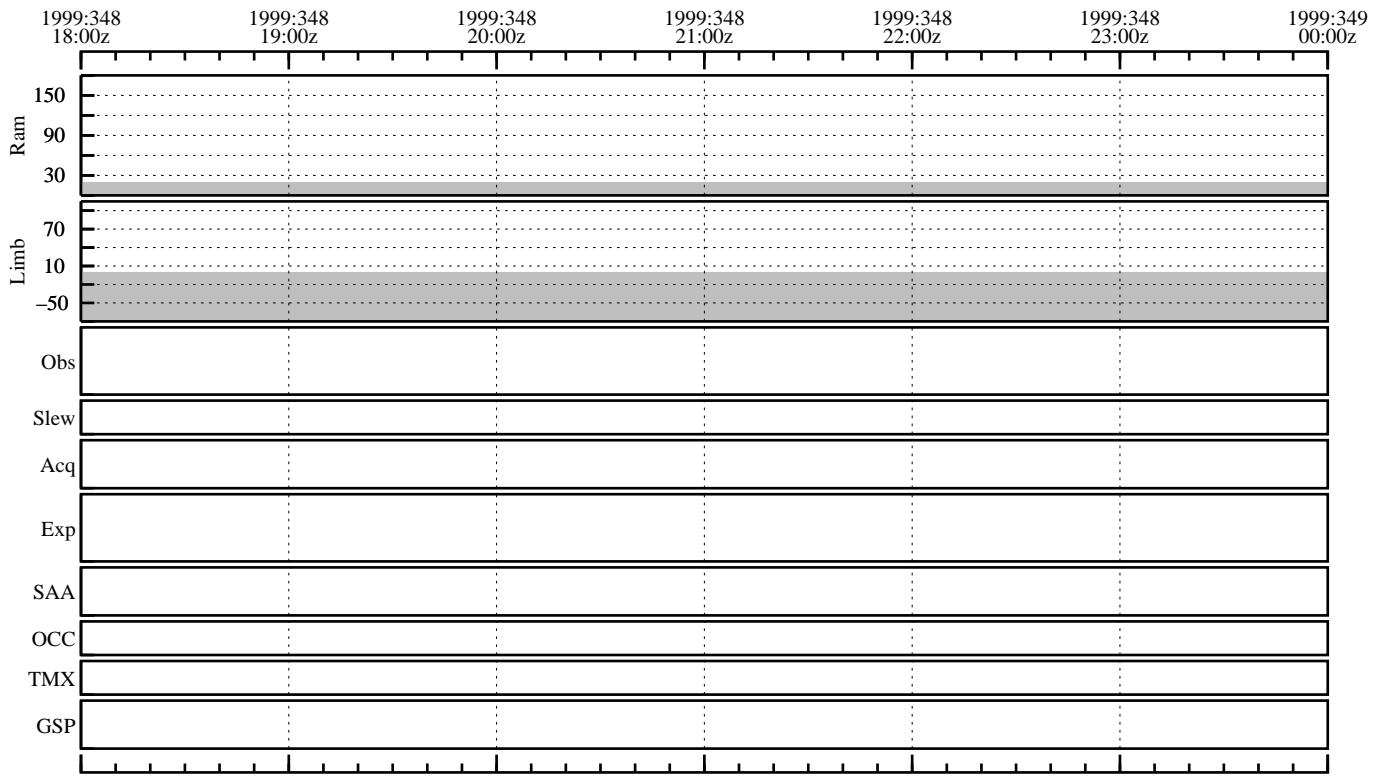 1999:348 1999:348 1999:348 1999:348 1999:348 1999:348 1999:349
18:00z 19:00z 20:00z 21:00z 22:00z 23:00z 00:00z
150
90
30
Ram
70
10
–50
Limb
Obs
Slew
Acq
Exp
SAA
OCC
TMX
GSP